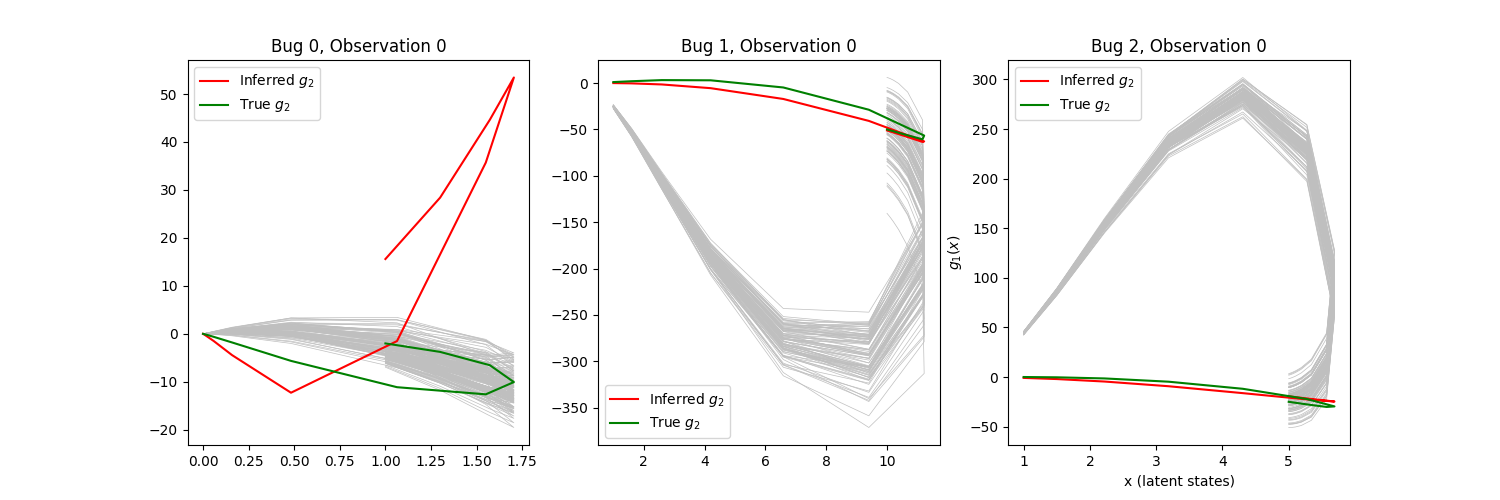 Bug 0, Observation 0
Inferred g₂
True g₂
50
40
30
20
10
0
−10
−20
0.00 0.25 0.50 0.75 1.00 1.25 1.50 1.75
Bug 1, Observation 0
0
−50
−100
−150
−200
−250
−300
−350
Inferred g₂
True g₂
2 4 6 8 10
Bug 2, Observation 0
Inferred g₂
True g₂
g₁(x)
300
250
200
150
100
50
0
−50
1 2 3 4 5
x (latent states)